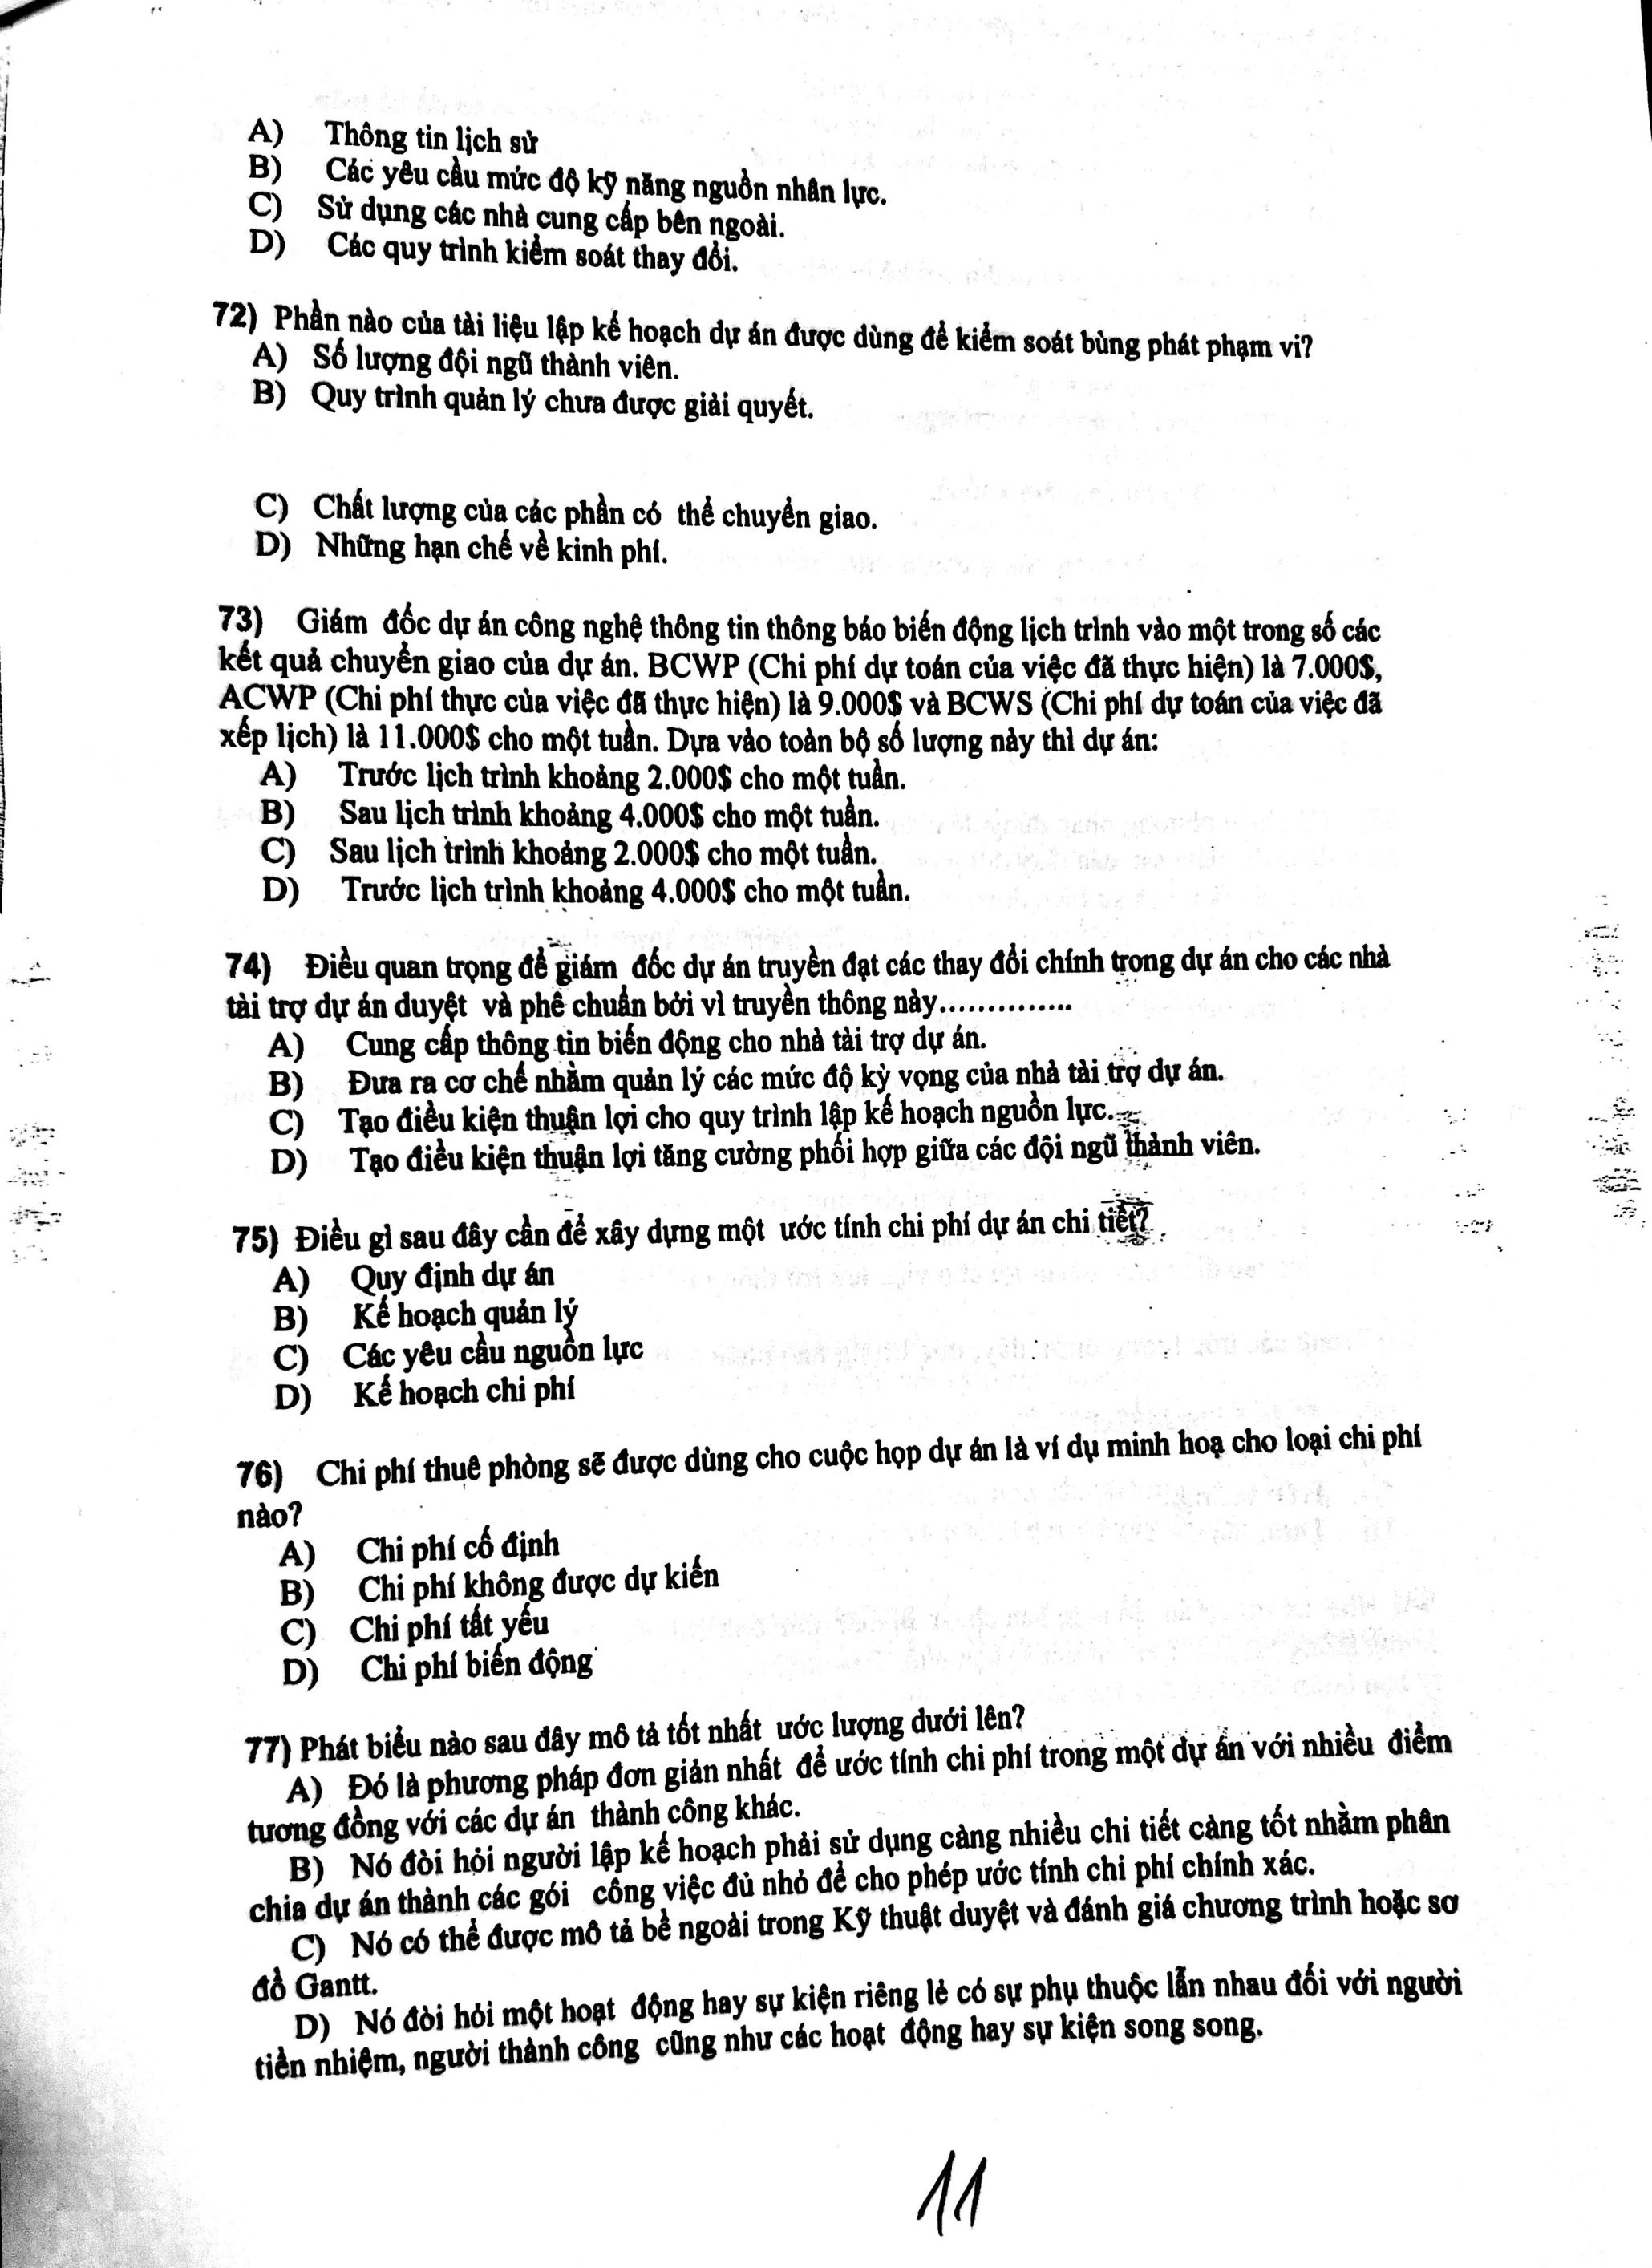 A) Thông tin lịch sử
B) Các yêu cầu mức độ kỹ năng nguồn nhân lực.
C) Sử dụng các nhà cung cấp bên ngoài.
D) Các quy trình kiểm soát thay đổi.
72) Phần nào của tài liệu lập kế hoạch dự án được dùng để kiểm soát bùng phát phạm vi?
A) Số lượng đội ngũ thành viên.
B) Quy trình quản lý chưa được giải quyết.
C) Chất lượng của các phần có thể chuyển giao.
D) Những hạn chế về kinh phí.
73) Giám đốc dự án công nghệ thông tin thông báo biến động lịch trình vào một trong số các
kết quả chuyển giao của dự án. BCWP (Chi phí dự toán của việc đã thực hiện) là 7.000$,
ACWP (Chi phí thực của việc đã thực hiện) là 9.000$ và BCWS (Chi phí dự toán của việc đã
xếp lịch) là 11.000$ cho một tuần. Dựa vào toàn bộ số lượng này thì dự án:
A) Trước lịch trình khoảng 2.000$ cho một tuần.
B) Sau lịch trình khoảng 4.000$ cho một tuần.
C) Sau lịch trình khoảng 2.000$ cho một tuần.
D) Trước lịch trình khoảng 4.000$ cho một tuần.
74) Điều quan trọng để giám đốc dự án truyền đạt các thay đổi chính trong dự án cho các nhà
tài trợ dự án duyệt và phê chuẩn bởi vì truyền thông này..............
A) Cung cấp thông tin biến động cho nhà tài trợ dự án.
B) Đưa ra cơ chế nhằm quản lý các mức độ kỳ vọng của nhà tài trợ dự án.
C) Tạo điều kiện thuận lợi cho quy trình lập kế hoạch nguồn lực.
D) Tạo điều kiện thuận lợi tăng cường phối hợp giữa các đội ngũ thành viên.
75) Điều gì sau đây cần để xây dựng một ước tính chi phí dự án chi tiết?
A) Quy định dự án
B) Kế hoạch quản lý
C) Các yêu cầu nguồn lực
D) Kế hoạch chi phí
76) Chi phí thuê phòng sẽ được dùng cho cuộc họp dự án là ví dụ minh hoạ cho loại chi phí
nào?
A) Chi phí cố định
B) Chi phí không được dự kiến
C) Chi phí tất yếu
D) Chi phí biến động
77) Phát biểu nào sau đây mô tả tốt nhất ước lượng dưới lên?
A) Đó là phương pháp đơn giản nhất để ước tính chi phí trong một dự án với nhiều điểm
tương đồng với các dự án thành công khác.
B) Nó đòi hỏi người lập kế hoạch phải sử dụng càng nhiều chi tiết càng tốt nhằm phân
chia dự án thành các gói công việc đủ nhỏ để cho phép ước tính chi phí chính xác.
C) Nó có thể được mô tả bề ngoài trong Kỹ thuật duyệt và đánh giá chương trình hoặc sơ
đồ Gantt.
D) Nó đòi hỏi một hoạt động hay sự kiện riêng lẻ có sự phụ thuộc lẫn nhau đối với người
tiền nhiệm, người thành công cũng như các hoạt động hay sự kiện song song.
11